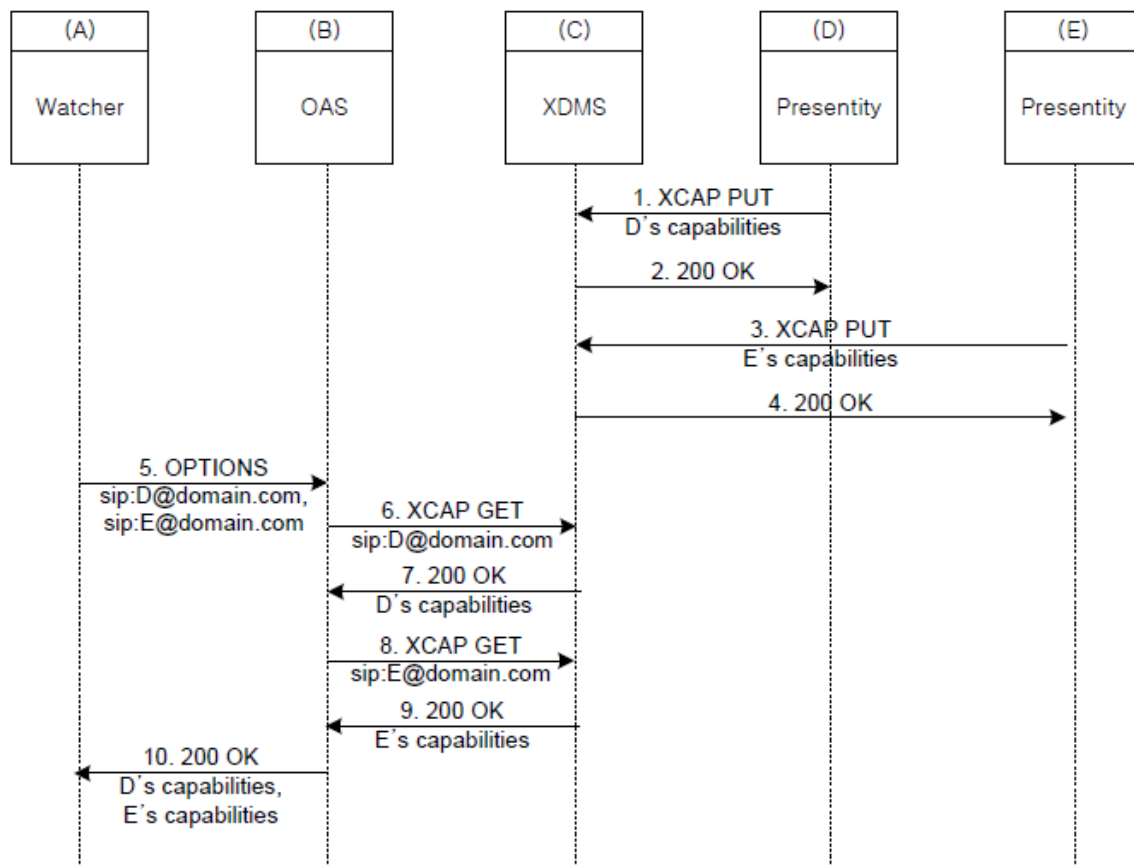 (A)
(B)
(C)
(D)
(E)
Watcher
OAS
XDMS
Presentity
Presentity
1. XCAP PUT
D's capabilities
2. 200 OK
3. XCAP PUT
E's capabilities
4. 200 OK
5. OPTIONS
sip:D@domain.com,
sip:E@domain.com
6. XCAP GET
sip:D@domain.com
7. 200 OK
D's capabilities
8. XCAP GET
sip:E@domain.com
9. 200 OK
E's capabilities
10. 200 OK
D's capabilities,
E's capabilities